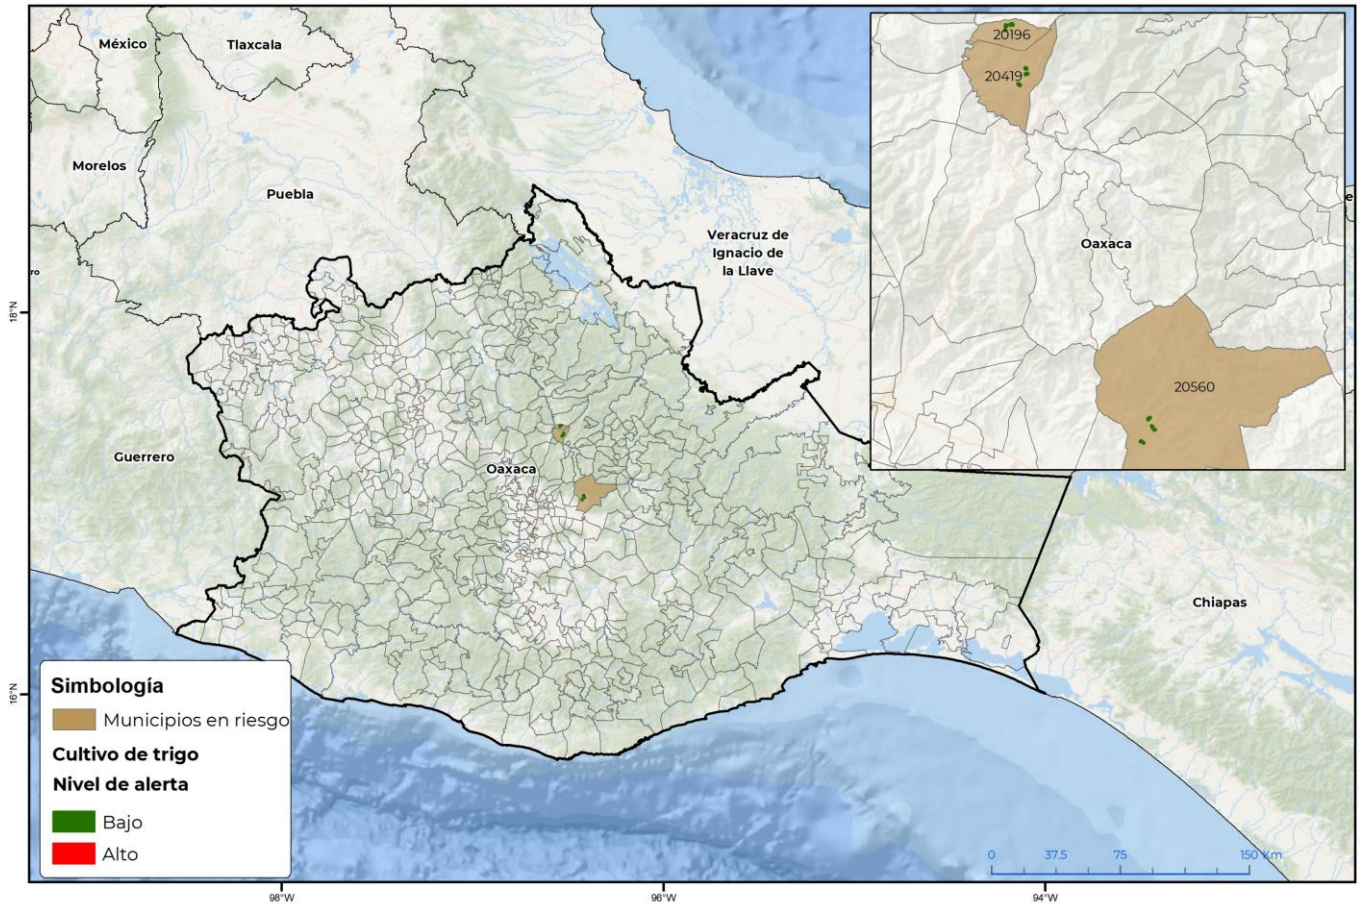 México
Tlaxcala
Morelos
Puebla
Veracruz de
Ignacio de
la Llave
ro
Guerrero
Oaxaca
Chiapas
e
20196
20419
Oaxaca
20560
18°N
16°N
98°W
96°W
94°W
Simbología
Municipios en riesgo
Cultivo de trigo
Nivel de alerta
Bajo
Alto
0 37.5 75 150 Km